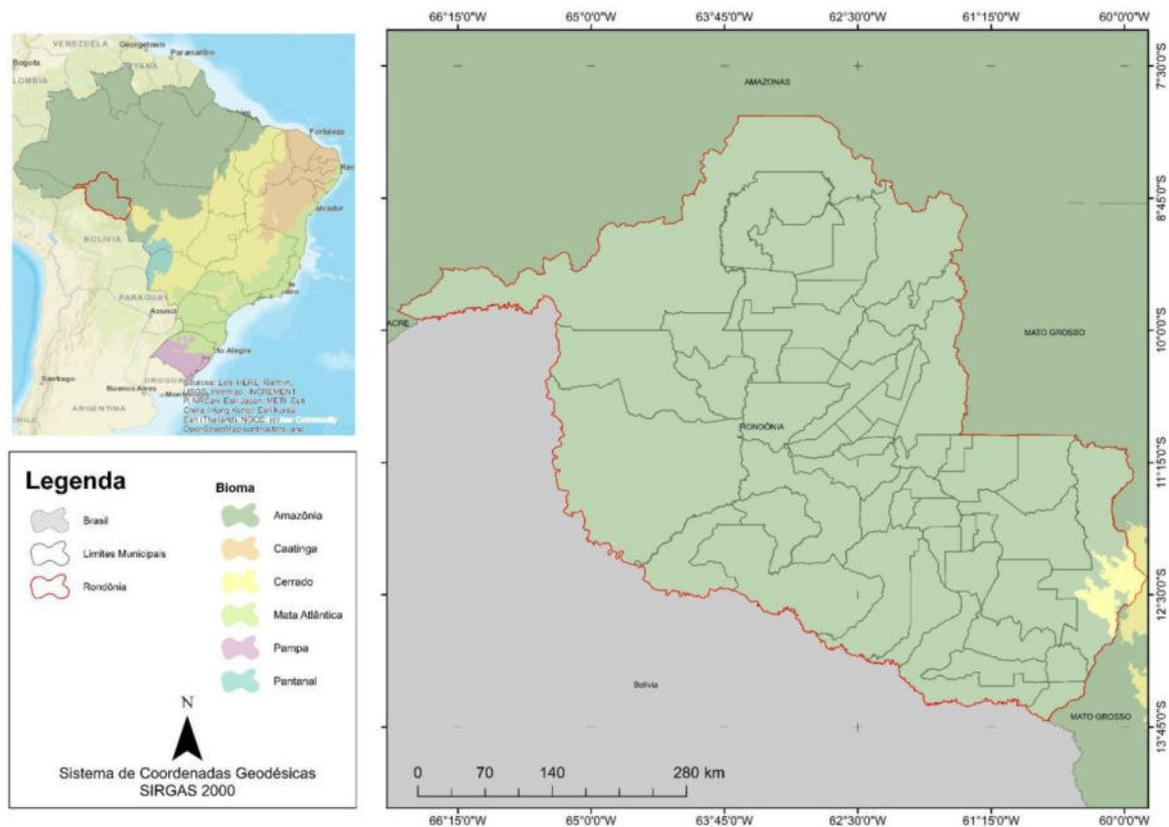 66°15'0"W 65°0'0"W 63°45'0"W 62°30'0"W 61°15'0"W 60°0'0"W
VENEZUELA Georgetown
Paramaribo
Bogota
BOLIVIA
PARAGUAY
Santiago
Buenos Aires
ARGENTINA
Fortaleza
AMAZONAS
ACRE
MATO GROSSO
RONDÔNIA
Bolívia
MATO GROSSO
7°30'0"S
8°45'0"S
10°0'0"S
11°15'0"S
12°30'0"S
13°45'0"S
0 70 140 280 km
66°15'0"W 65°0'0"W 63°45'0"W 62°30'0"W 61°15'0"W 60°0'0"W
Legenda
Brasil
Limites Municipais
Rondônia
Bioma
Amazônia
Caatinga
Cerrado
Mata Atlântica
Pampa
Pantanal
N
Sistema de Coordenadas Geodésicas
SIRGAS 2000